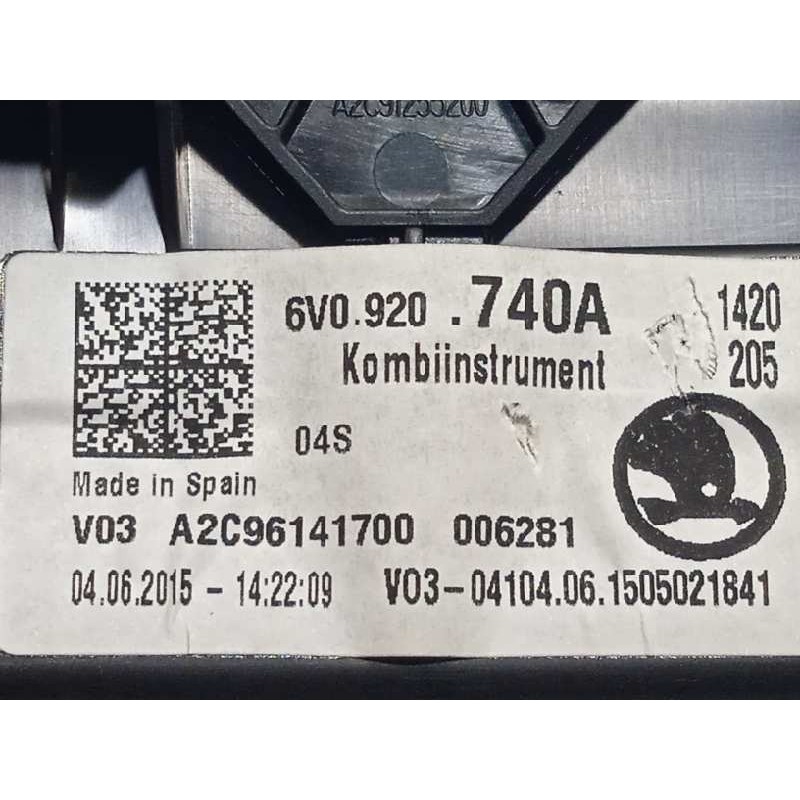 A2C91255200
6V0.920 .740A 1420
Kombiinstrument 205
04S
Made in Spain
V03 A2C96141700 006281
04.06.2015 - 14:22:09 V03-04104.06.1505021841